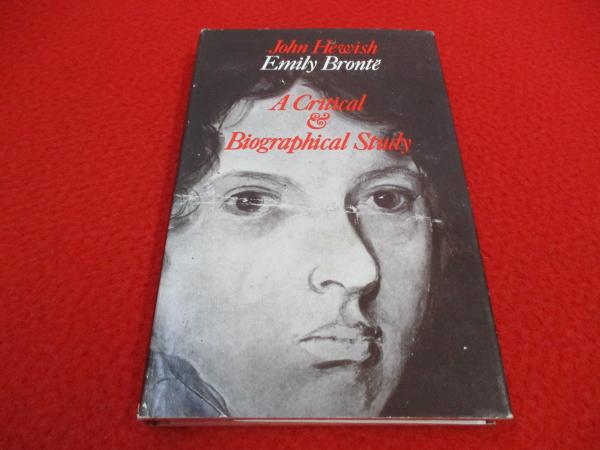 John Hewish
Emily Brontë
A Critical
&
Biographical Study